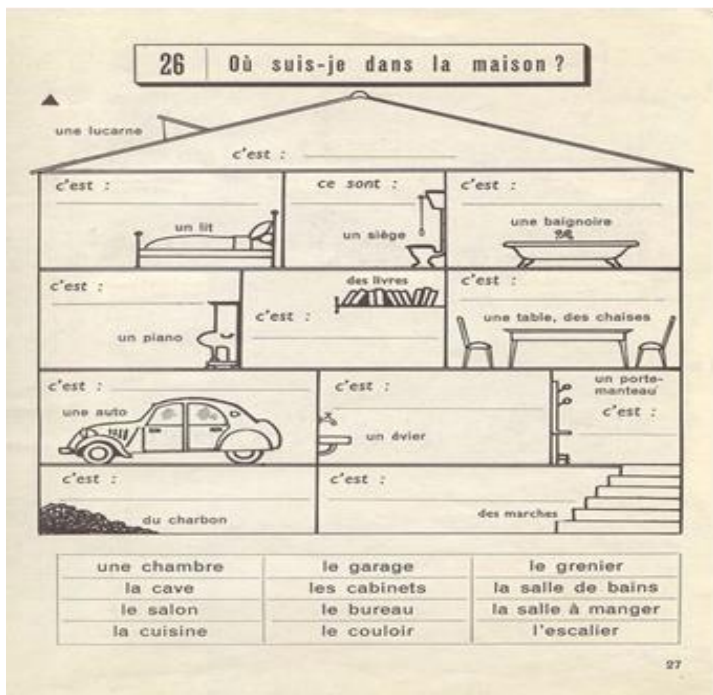 26 Où suis-je dans la maison ?
une lucarne
c'est :
c'est :
un lit
ce sont :
un siège
c'est :
une baignoire
c'est :
un piano
des livres
c'est :
c'est :
une table, des chaises
c'est :
une auto
c'est :
un évier
un porte-
manteau
c'est :
c'est :
du charbon
c'est :
des marches
une chambre le garage le grenier
la cave les cabinets la salle de bains
le salon le bureau la salle à manger
la cuisine le couloir l'escalier
27